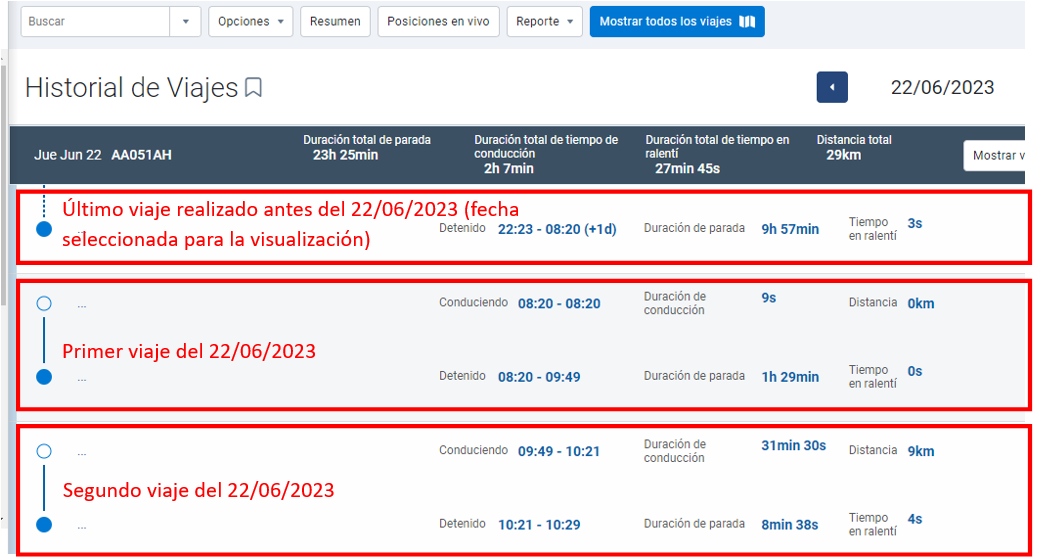 Buscar
Opciones
Resumen
Posiciones en vivo
Reporte
Mostrar todos los viajes
Historial de Viajes
22/06/2023
Jue Jun 22 AA051AH
Duración total de parada
23h 25min
Duración total de tiempo de
conducción
2h 7min
Duración total de tiempo en
ralentí
27min 45s
Distancia total
29km
Mostrar v
Último viaje realizado antes del 22/06/2023 (fecha
seleccionada para la visualización)
Detenido 22:23 - 08:20 (+1d)
Duración de parada 9h 57min
Tiempo
en ralentí
3s
...
Conduciendo 08:20 - 08:20
Duración de
conducción
9s
Distancia 0km
Primer viaje del 22/06/2023
...
Detenido 08:20 - 09:49
Duración de parada 1h 29min
Tiempo
en ralentí
0s
...
Conduciendo 09:49 - 10:21
Duración de
conducción
31min 30s
Distancia 9km
Segundo viaje del 22/06/2023
...
Detenido 10:21 - 10:29
Duración de parada 8min 38s
Tiempo
en ralentí
4s